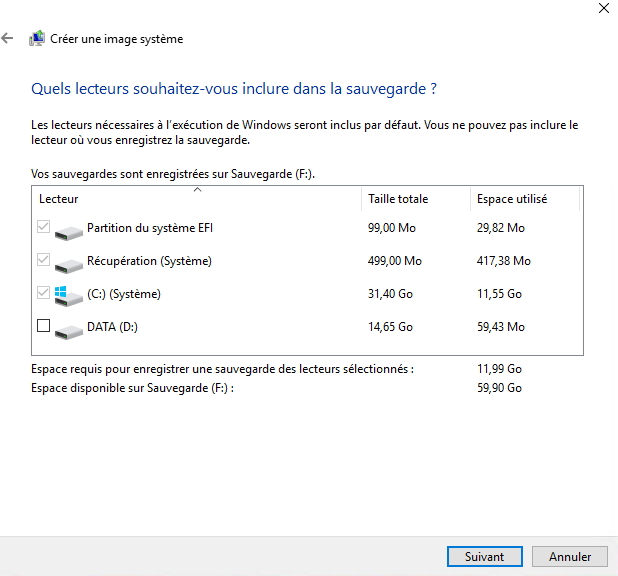 Créer une image système
Quels lecteurs souhaitez-vous inclure dans la sauvegarde ?
Les lecteurs nécessaires à l'exécution de Windows seront inclus par défaut. Vous ne pouvez pas inclure le
lecteur où vous enregistrez la sauvegarde.
Vos sauvegardes sont enregistrées sur Sauvegarde (F:).
Lecteur Taille totale Espace utilisé
Partition du système EFI 99,00 Mo 29,82 Mo
Récupération (Système) 499,00 Mo 417,38 Mo
(C:) (Système) 31,40 Go 11,55 Go
DATA (D:) 14,65 Go 59,43 Mo
Espace requis pour enregistrer une sauvegarde des lecteurs sélectionnés : 11,99 Go
Espace disponible sur Sauvegarde (F:) : 59,90 Go
Suivant Annuler